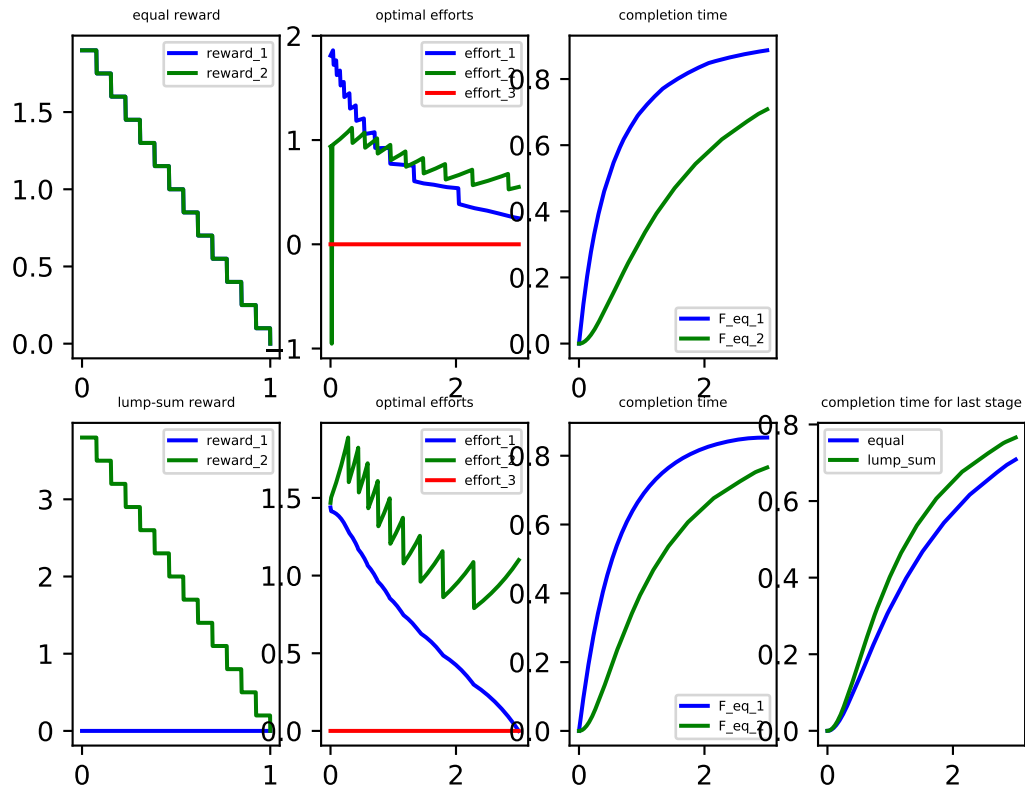 equal reward
optimal efforts
completion time
reward_1
reward_2
effort_1
effort_2
effort_3
F_eq_1
F_eq_2
1.5
1.0
0.5
0.0
0
1
2
1
0
−1
0
2
0.8
0.6
0.4
0.2
0.0
0
2
lump-sum reward
optimal efforts
completion time
completion time for last stage
reward_1
reward_2
effort_1
effort_2
effort_3
F_eq_1
F_eq_2
equal
lump_sum
3
2
1
0
0
1
1.5
1.0
0.5
0.0
0
2
0.8
0.6
0.4
0.2
0.0
0
2
0.8
0.6
0.4
0.2
0.0
0
2